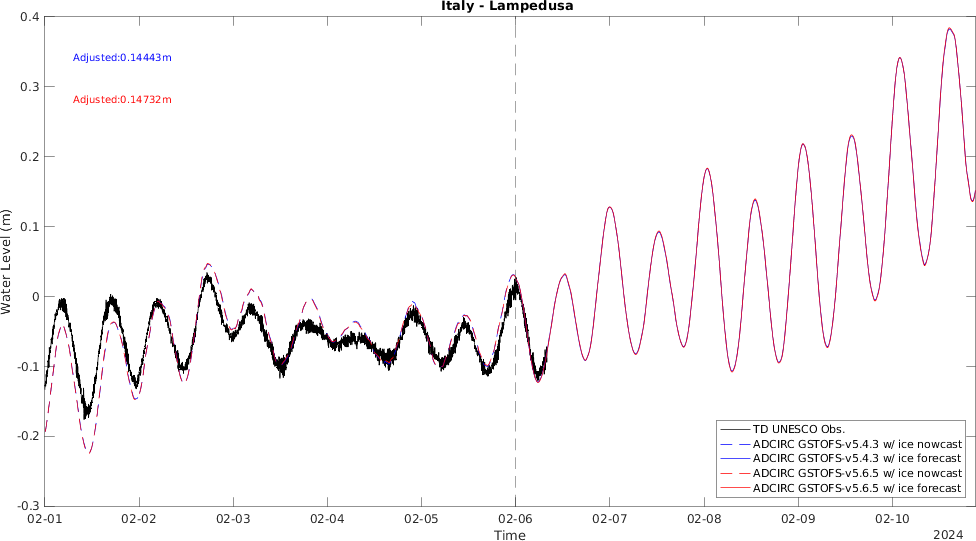 Italy - Lampedusa
Adjusted:0.14443m
Adjusted:0.14732m
Water Level (m)
0.4
0.3
0.2
0.1
0
-0.1
-0.2
-0.3
TD UNESCO Obs.
ADCIRC GSTOFS-v5.4.3 w/ ice nowcast
ADCIRC GSTOFS-v5.4.3 w/ ice forecast
ADCIRC GSTOFS-v5.6.5 w/ ice nowcast
ADCIRC GSTOFS-v5.6.5 w/ ice forecast
02-01 02-02 02-03 02-04 02-05 02-06 02-07 02-08 02-09 02-10
Time
2024